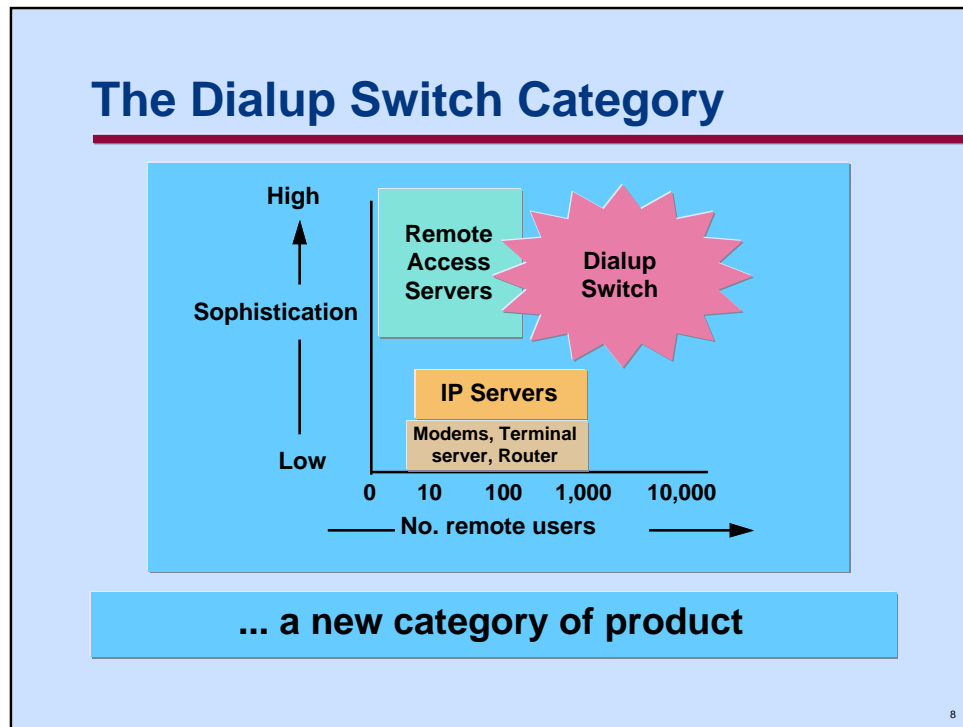 The Dialup Switch Category
High
Sophistication
Low
Remote
Access
Servers
Dialup
Switch
IP Servers
Modems, Terminal
server, Router
0 10 100 1,000 10,000
No. remote users
... a new category of product
8